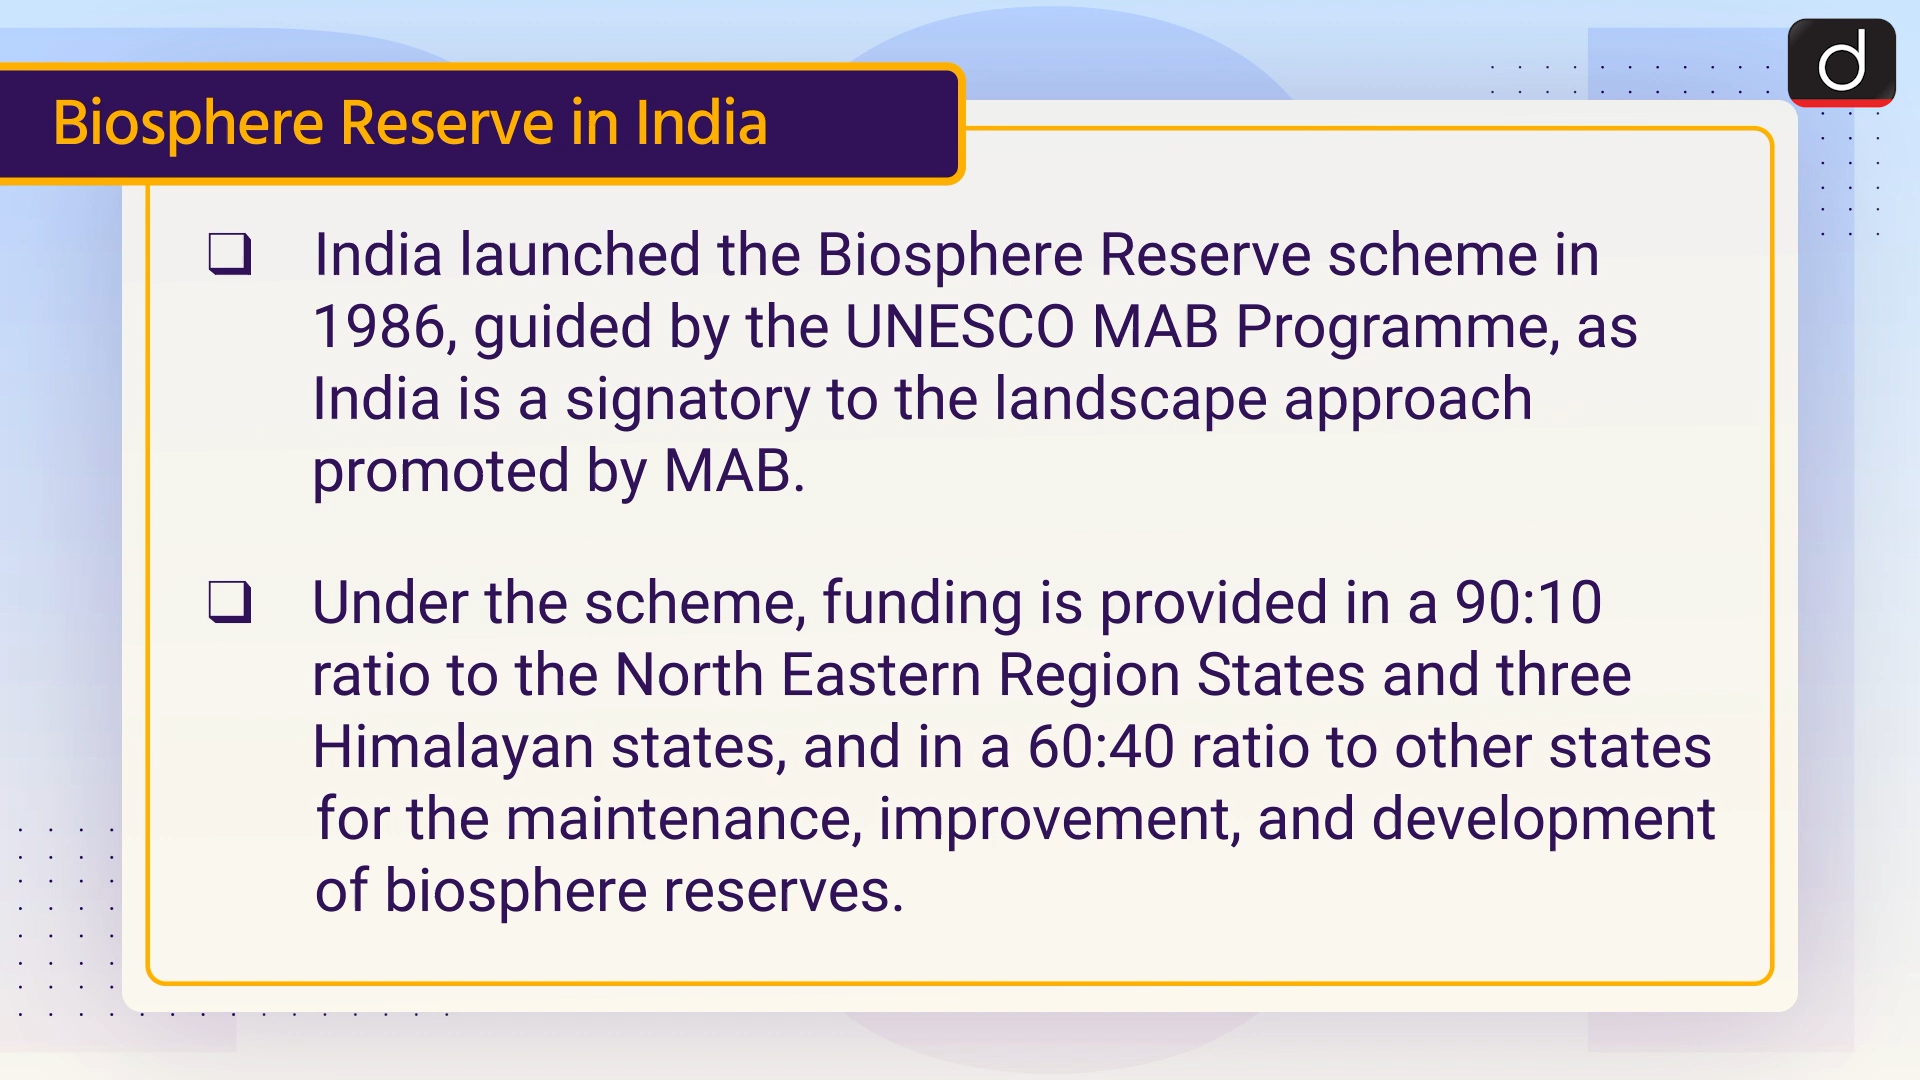 Biosphere Reserve in India
d
❑ India launched the Biosphere Reserve scheme in
1986, guided by the UNESCO MAB Programme, as
India is a signatory to the landscape approach
promoted by MAB.
❑ Under the scheme, funding is provided in a 90:10
ratio to the North Eastern Region States and three
Himalayan states, and in a 60:40 ratio to other states
for the maintenance, improvement, and development
of biosphere reserves.